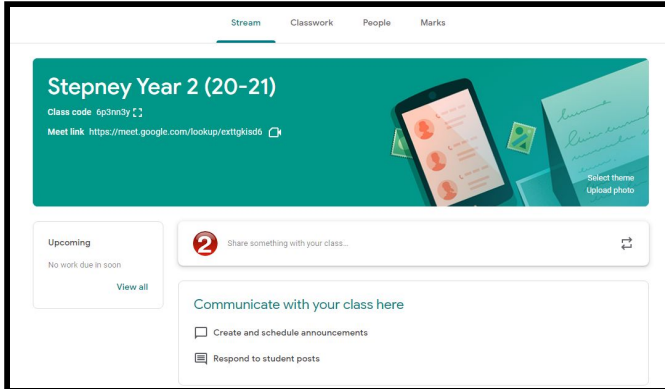 Stream Classwork People Marks
Stepney Year 2 (20-21)
Class code 6p3nn3y
Meet link https://meet.google.com/lookup/exttgkisd6
Select theme
Upload photo
Upcoming
No work due in soon
View all
2 Share something with your class...
Communicate with your class here
Create and schedule announcements
Respond to student posts